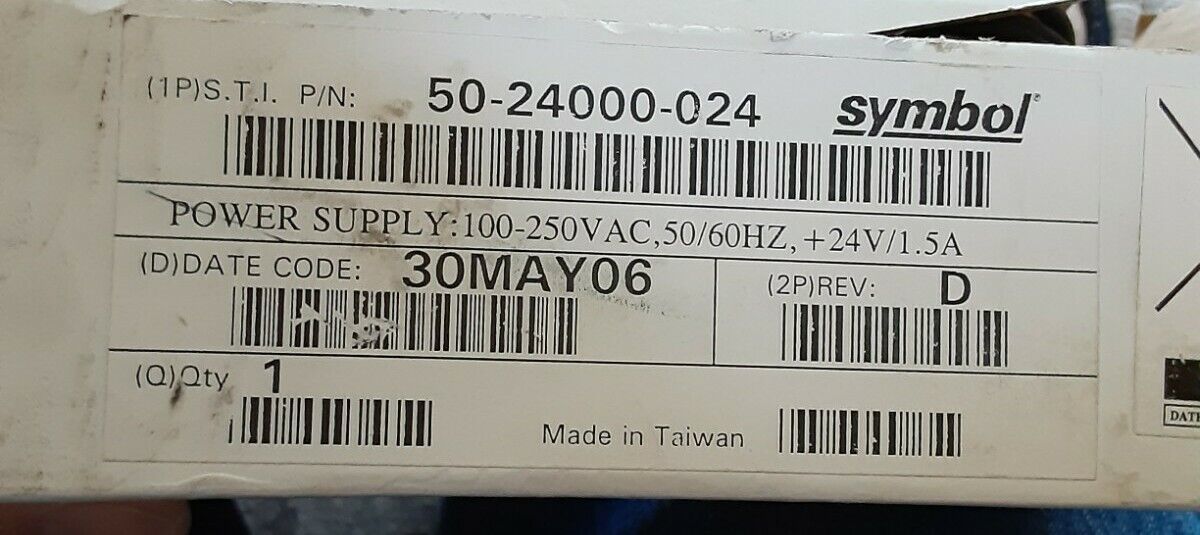 (1P)S.T.I. P/N: 50-24000-024 symbol
POWER SUPPLY:100-250VAC,50/60HZ,+24V/1.5A
(D)DATE CODE: 30MAY06 (2P)REV: D
(Q)Qty 1
Made in Taiwan
DATE